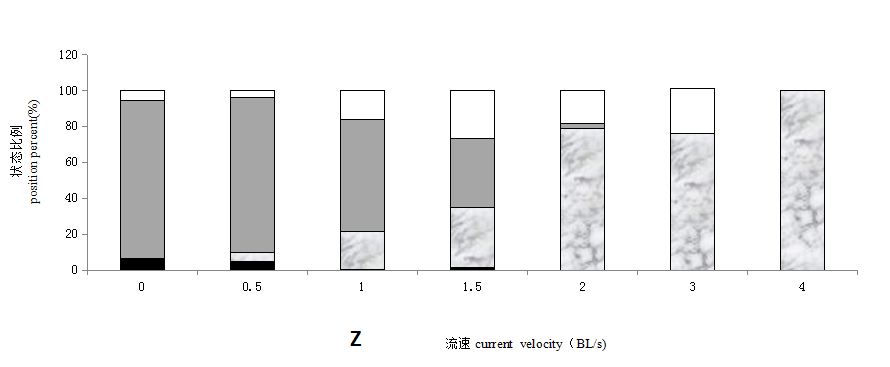 120
100
80
60
40
20
0
状态比例
position percent(%)
0 0.5 1 1.5 2 3 4
Z
流速 current velocity（BL/s)